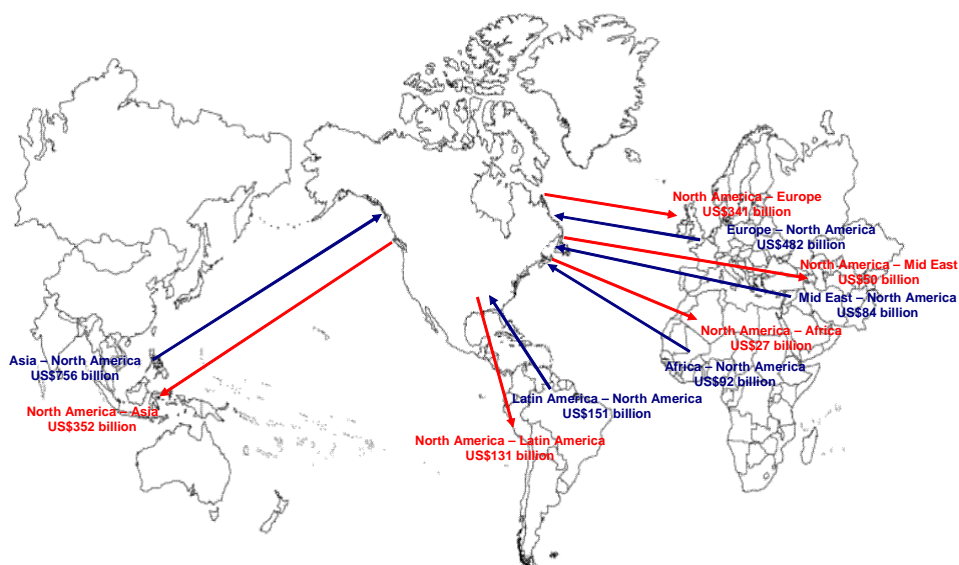 North America – Europe
US$341 billion
Europe – North America
US$482 billion
North America – Mid East
US$50 billion
Mid East – North America
US$84 billion
North America – Africa
US$27 billion
Africa – North America
US$92 billion
Asia – North America
US$756 billion
North America – Asia
US$352 billion
Latin America – North America
US$151 billion
North America – Latin America
US$131 billion